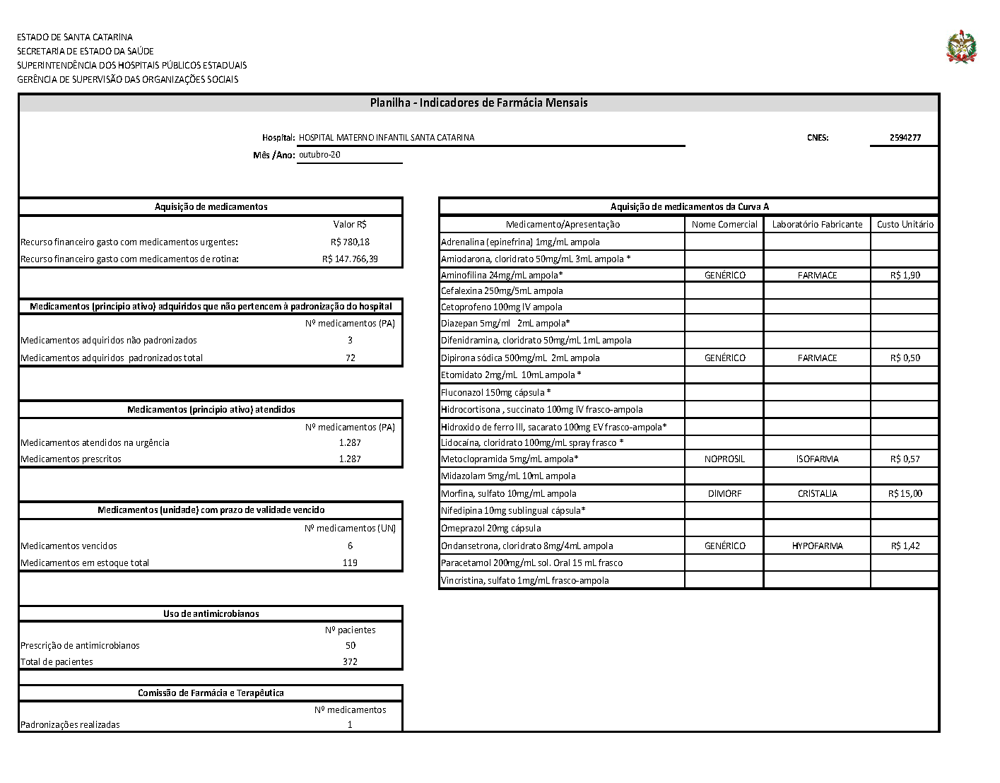 ESTADO DE SANTA CATARINA
SECRETARIA DE ESTADO DA SAÚDE
SUPERINTENDÊNCIA DOS HOSPITAIS PÚBLICOS ESTADUAIS
GERÊNCIA DE SUPERVISÃO DAS ORGANIZAÇÕES SOCIAIS
Planilha - Indicadores de Farmácia Mensais
Hospital: HOSPITAL MATERNO INFANTIL SANTA CATARINA CNES: 2594277
Mês /Ano: outubro-20
Aquisição de medicamentos
Valor R$
Recurso financeiro gasto com medicamentos urgentes: R$ 780,18
Recurso financeiro gasto com medicamentos de rotina: R$ 147.766,39
Medicamentos (princípio ativo) adquiridos que não pertencem à padronização do hospital
Nº medicamentos (PA)
Medicamentos adquiridos não padronizados 3
Medicamentos adquiridos padronizados total 72
Medicamentos (princípio ativo) atendidos
Nº medicamentos (PA)
Medicamentos atendidos na urgência 1.287
Medicamentos prescritos 1.287
Medicamentos (unidade) com prazo de validade vencido
Nº medicamentos (UN)
Medicamentos vencidos 6
Medicamentos em estoque total 119
Uso de antimicrobianos
Nº pacientes
Prescrição de antimicrobianos 50
Total de pacientes 372
Comissão de Farmácia e Terapêutica
Nº medicamentos
Padronizações realizadas 1
Aquisição de medicamentos da Curva A
Medicamento/Apresentação Nome Comercial Laboratório Fabricante Custo Unitário
Adrenalina (epinefrina) 1mg/mL ampola
Amiodarona, cloridrato 50mg/mL 3mL ampola *
Aminofilina 24mg/mL ampola* GENÉRICO FARMACE R$ 1,90
Cefalexina 250mg/5mL ampola
Cetoprofeno 100mg IV ampola
Diazepan 5mg/ml 2mL ampola*
Difenidramina, cloridrato 50mg/mL 1mL ampola
Dipirona sódica 500mg/mL 2mL ampola GENÉRICO FARMACE R$ 0,50
Etomidato 2mg/mL 10mL ampola *
Fluconazol 150mg cápsula *
Hidrocortisona , succinato 100mg IV frasco-ampola
Hidroxido de ferro III, sacarato 100mg EV frasco-ampola*
Lidocaína, cloridrato 100mg/mL spray frasco *
Metoclopramida 5mg/mL ampola* NOPROSIL ISOFARMA R$ 0,57
Midazolam 5mg/mL 10mL ampola
Morfina, sulfato 10mg/mL ampola DIMORF CRISTALIA R$ 15,00
Nifedipina 10mg sublingual cápsula*
Omeprazol 20mg cápsula
Ondansetrona, cloridrato 8mg/4mL ampola GENÉRICO HYPOFARMA R$ 1,42
Paracetamol 200mg/mL sol. Oral 15 mL frasco
Vincristina, sulfato 1mg/mL frasco-ampola